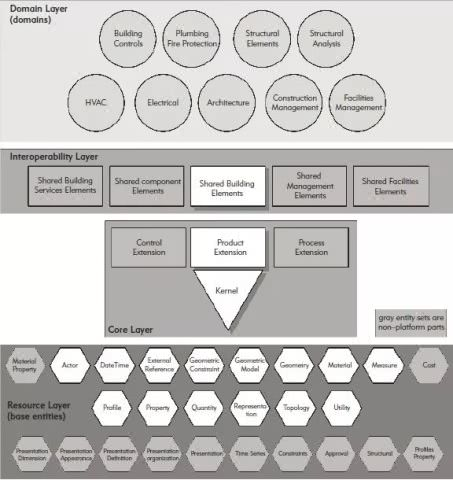 Domain Layer
(domains)
Building
Controls
Plumbing
Fire Protection
Structural
Elements
Structural
Analysis
HVAC
Electrical
Architecture
Construction
Management
Facilities
Management
Interoperability Layer
Shared Building
Services Elements
Shared component
Elements
Shared Building
Elements
Shared
Management
Elements
Shared Facilities
Elements
Control
Extension
Product
Extension
Process
Extension
Kernel
Core Layer
gray entity sets are
non-platform parts
Material
Property
Actor
DateTime
External
Reference
Geometric
Constraint
Geometric
Model
Geometry
Material
Measure
Cost
Resource Layer
(base entities)
Profile
Property
Quantity
Representa
tion
Topology
Utility
Presentation
Dimension
Presentation
Appearance
Presentation
Definition
Presentation
organization
Presentation
Time Series
Constraints
Approval
Structural
Profiles
Property